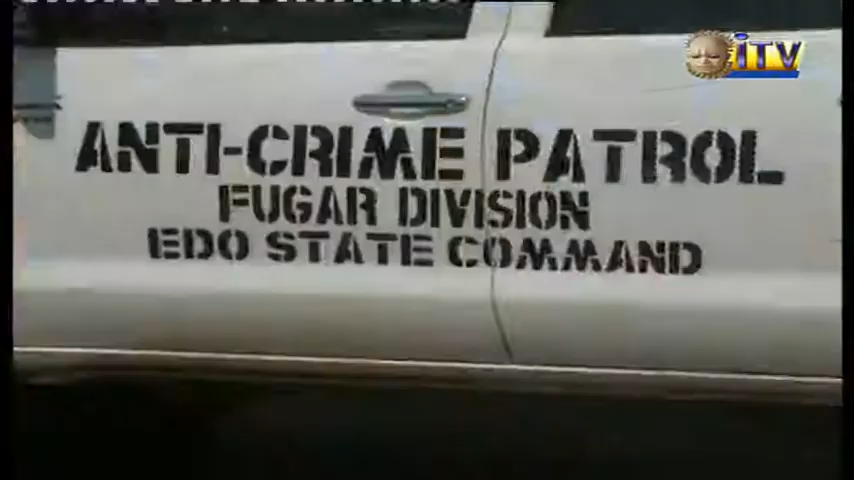 iTV
ANTI-CRIME PATROL
FUGAR DIVISION
EDO STATE COMMAND